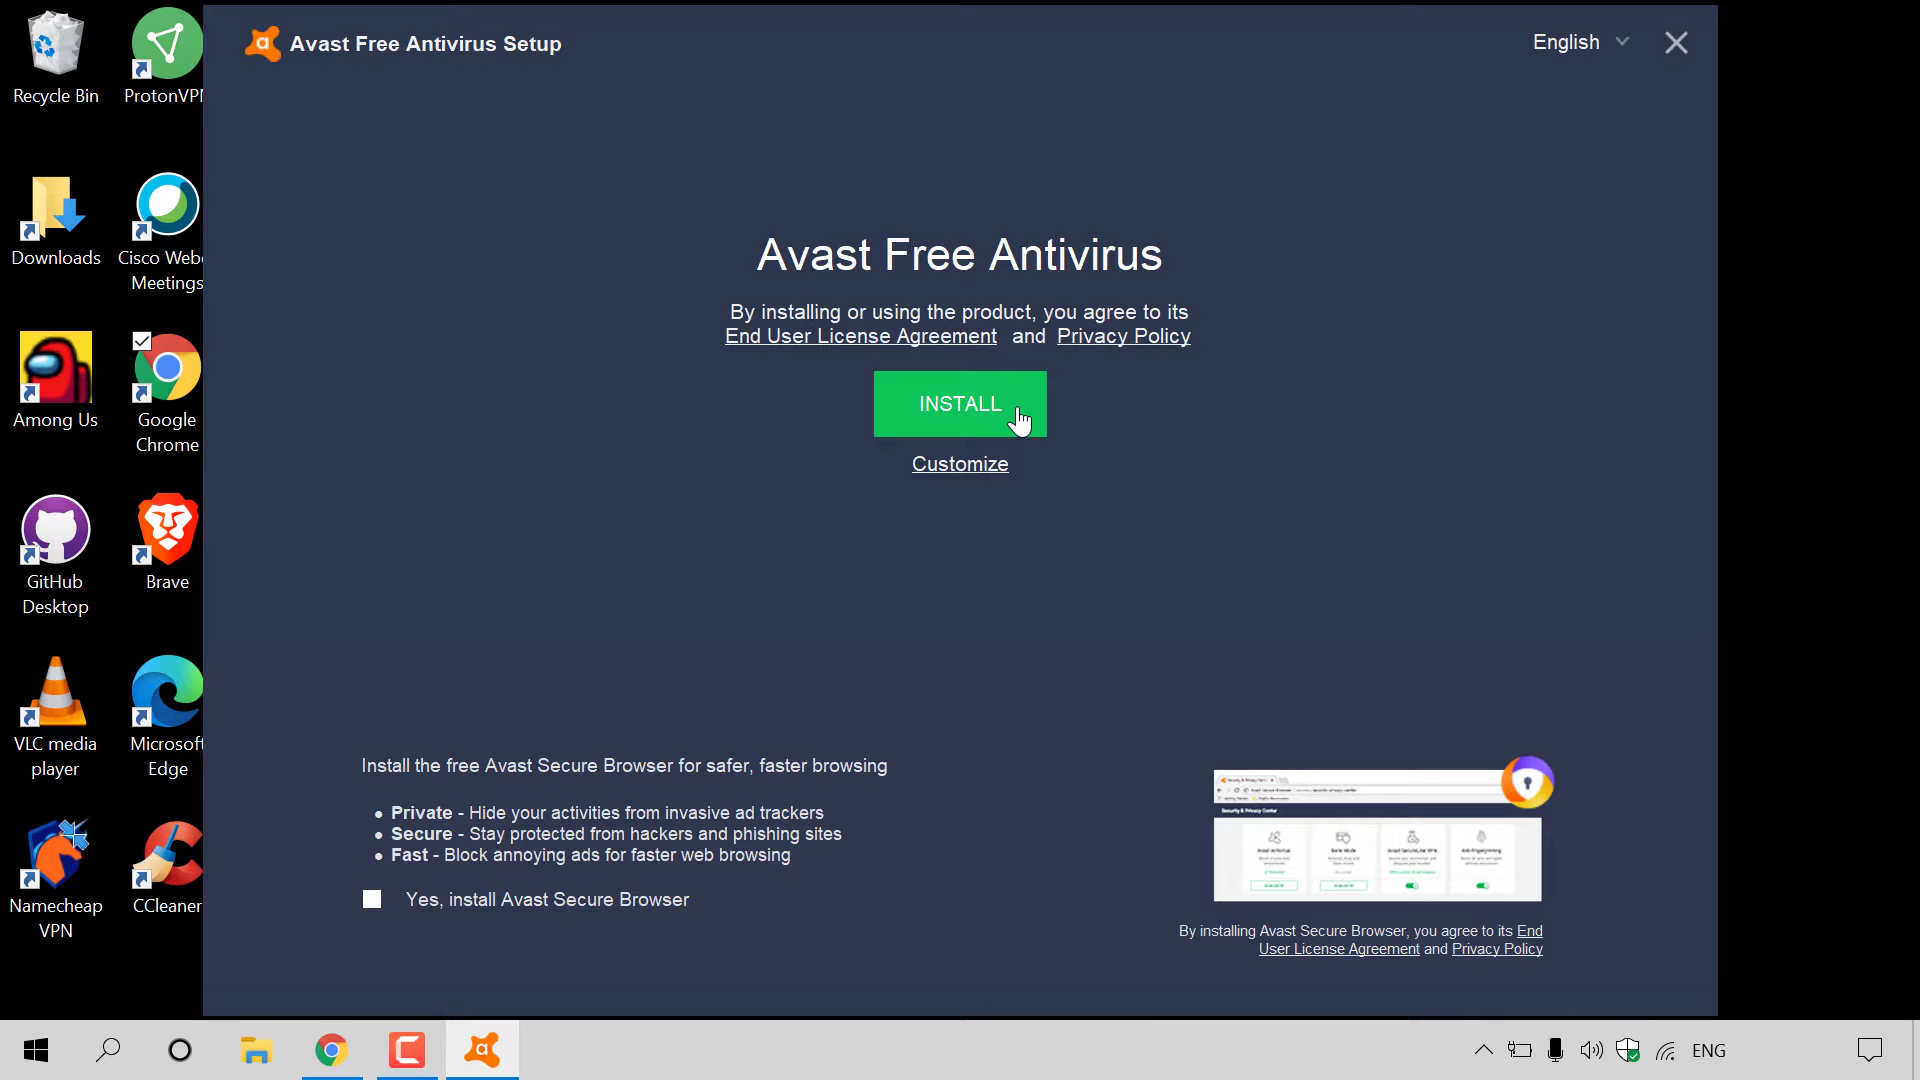 Recycle Bin
ProtonVPN
Downloads
Cisco Webe
Meetings
Among Us
Google
Chrome
GitHub
Desktop
Brave
VLC media
player
Microsoft
Edge
Namecheap
VPN
CCleaner
Avast Free Antivirus Setup
English
Avast Free Antivirus
By installing or using the product, you agree to its
End User License Agreement and Privacy Policy
INSTALL
Customize
Install the free Avast Secure Browser for safer, faster browsing
• Private - Hide your activities from invasive ad trackers
• Secure - Stay protected from hackers and phishing sites
• Fast - Block annoying ads for faster web browsing
Yes, install Avast Secure Browser
Security & Privacy Center
By installing Avast Secure Browser, you agree to its End
User License Agreement and Privacy Policy
ENG